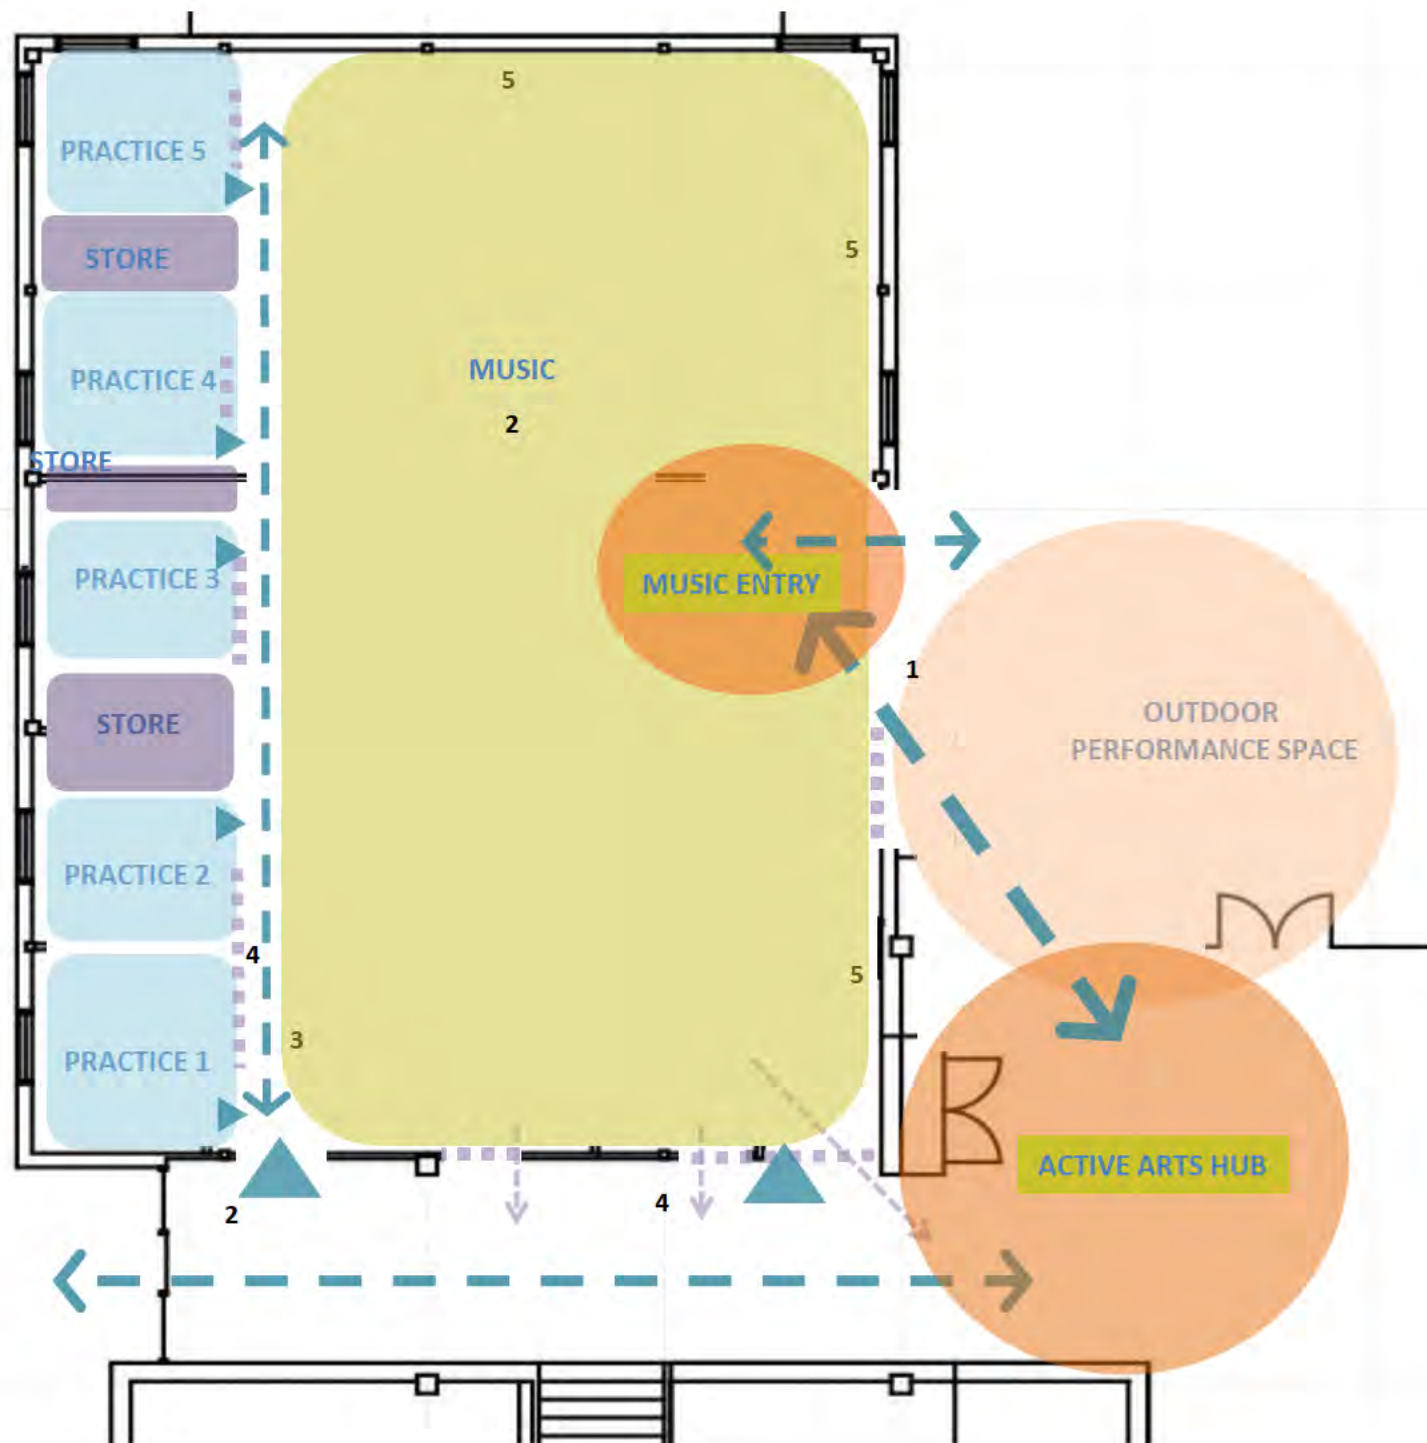 5
PRACTICE 5
5
STORE
MUSIC
PRACTICE 4
2
STORE
PRACTICE 3
MUSIC ENTRY
1
OUTDOOR
PERFORMANCE SPACE
STORE
PRACTICE 2
4
5
3
PRACTICE 1
ACTIVE ARTS HUB
4
2